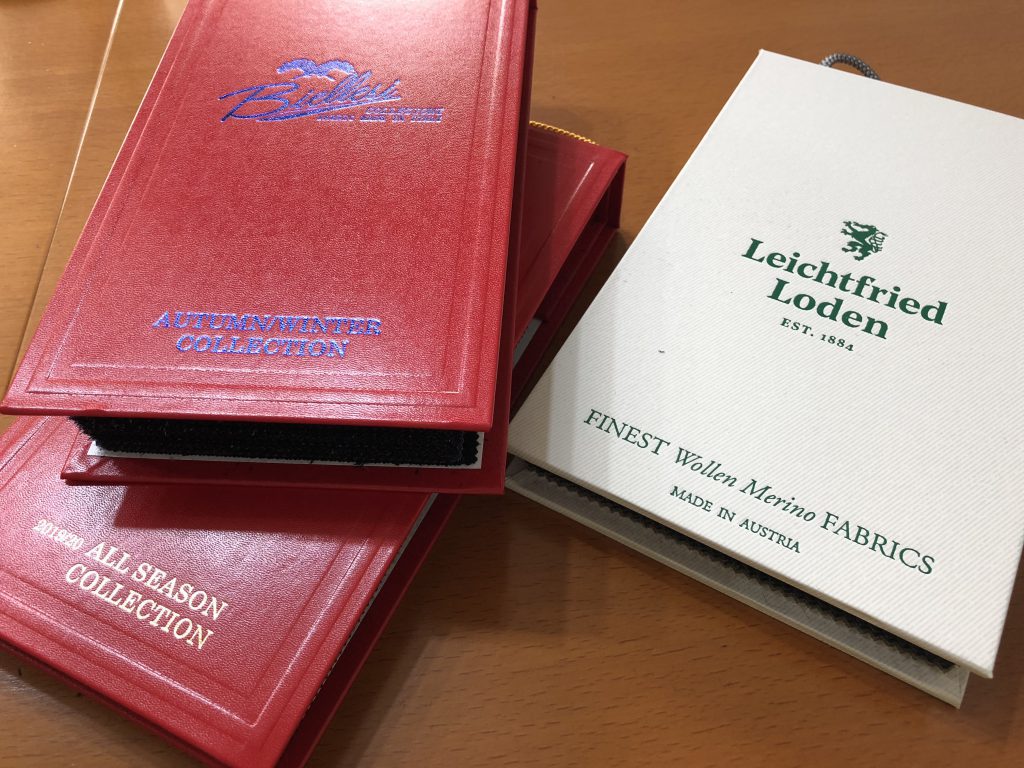 Biolley
AUTUMN/WINTER
COLLECTION
2019/20 ALL SEASON
COLLECTION
Leichtfried
Loden
EST. 1884
FINEST Wollen Merino FABRICS
MADE IN AUSTRIA